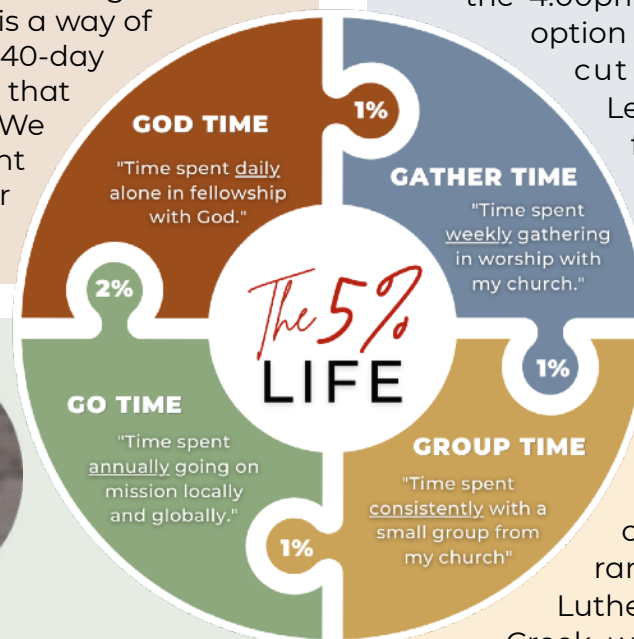 is a way of
40-day
that
We
option
cut
GOD TIME
"Time spent daily
alone in fellowship
with God."
1%
GATHER TIME
"Time spent
weekly gathering
in worship with
my church."
2%
The 5%
LIFE
1%
GO TIME
"Time spent
annually going on
mission locally
and globally."
GROUP TIME
"Time spent
consistently with a
small group from
my church"
1%